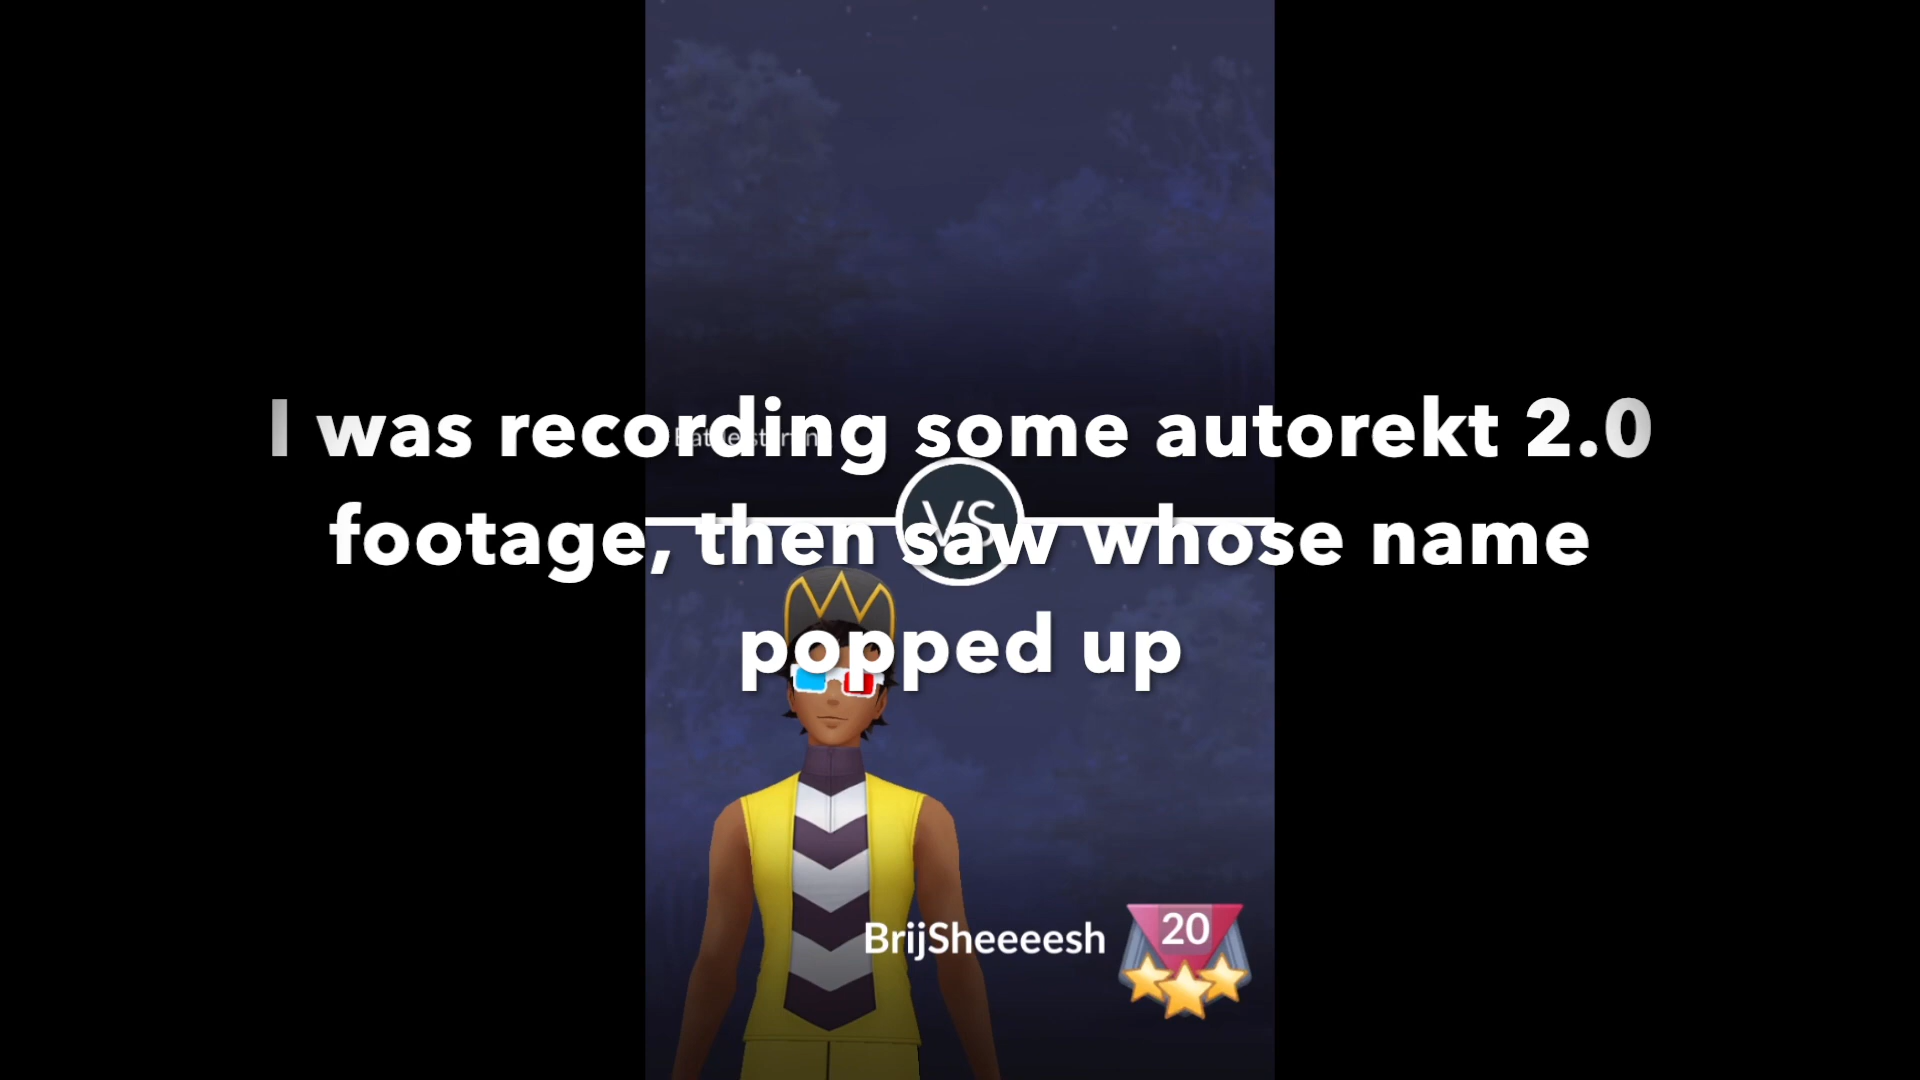 I was recording some autorekt 2.0
footage, then saw whose name
popped up
VS
BrijSheeeesh
20